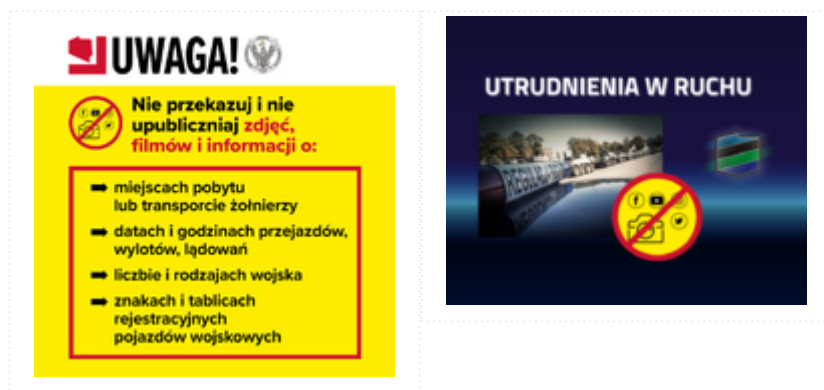 UWAGA!
Nie przekazuj i nie
upubliczniaj zdjęć,
filmów i informacji o:
miejscach pobytu
lub transporcie żołnierzy
datach i godzinach przejazdów,
wylotów, lądowań
liczbie i rodzajach wojska
znakach i tablicach
rejestracyjnych
pojazdów wojskowych
UTRUDNIENIA W RUCHU